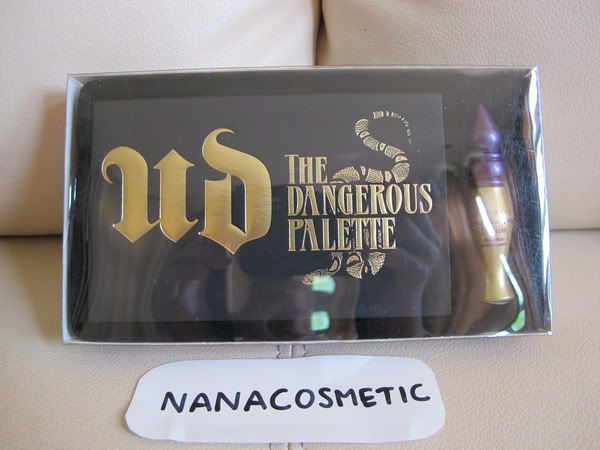 UD
THE
DANGEROUS
PALETTE
NANACOSMETIC